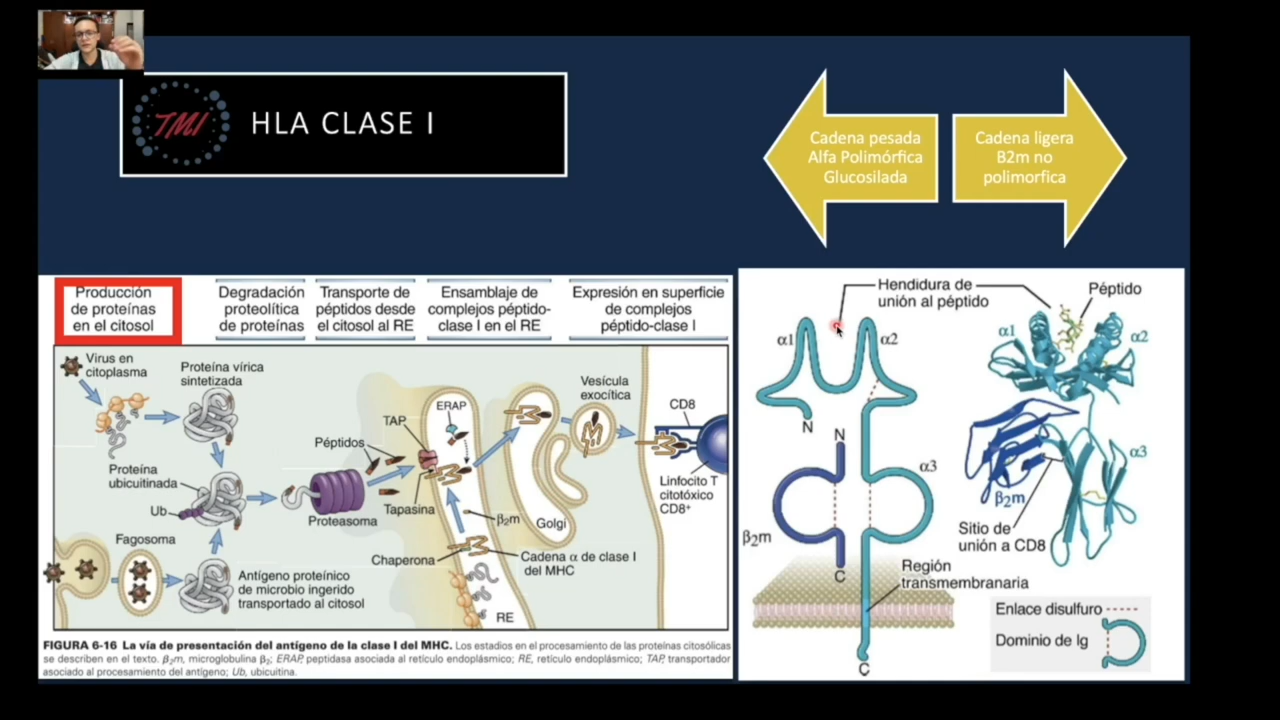 TMI
HLA CLASE I
Cadena pesada
Alfa Polimórfica
Glucosilada
Cadena ligera
B2m no
polimorfica
Producción
de proteínas
en el citosol
Degradación
proteolítica
de proteínas
Transporte de
péptidos desde
el citosol al RE
Ensamblaje de
complejos péptido-
clase I en el RE
Expresión en superficie
de complejos
péptido-clase I
Virus en
citoplasma
Proteína vírica
sintetizada
Proteína
ubicuitinada
Ub
Fagosoma
Antígeno proteínico
de microbio ingerido
transportado al citosol
Péptidos
Proteasoma
TAP
ERAP
Tapasina
Chaperona
β₂m
Golgi
Cadena α de clase I
del MHC
RE
Vesícula
exocítica
CD8
Linfocito T
citotóxico
CD8⁺
FIGURA 6-16 La vía de presentación del antígeno de la clase I del MHC. Los estadios en el procesamiento de las proteínas citosólicas
se describen en el texto. β₂m, microglobulina β₂; ERAP, peptidasa asociada al retículo endoplásmico; RE, retículo endoplásmico; TAP, transportador
asociado al procesamiento del antígeno; Ub, ubicuitina.
Hendidura de
unión al péptido
Péptido
α1
α2
α1
α2
N
N
α3
α3
β₂m
β₂m
Sitio de
unión a CD8
C
Región
transmembranaria
C
Enlace disulfuro
Dominio de Ig